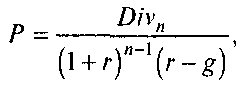 P = Div_n / ((1 + r)^{n-1} (r - g)),